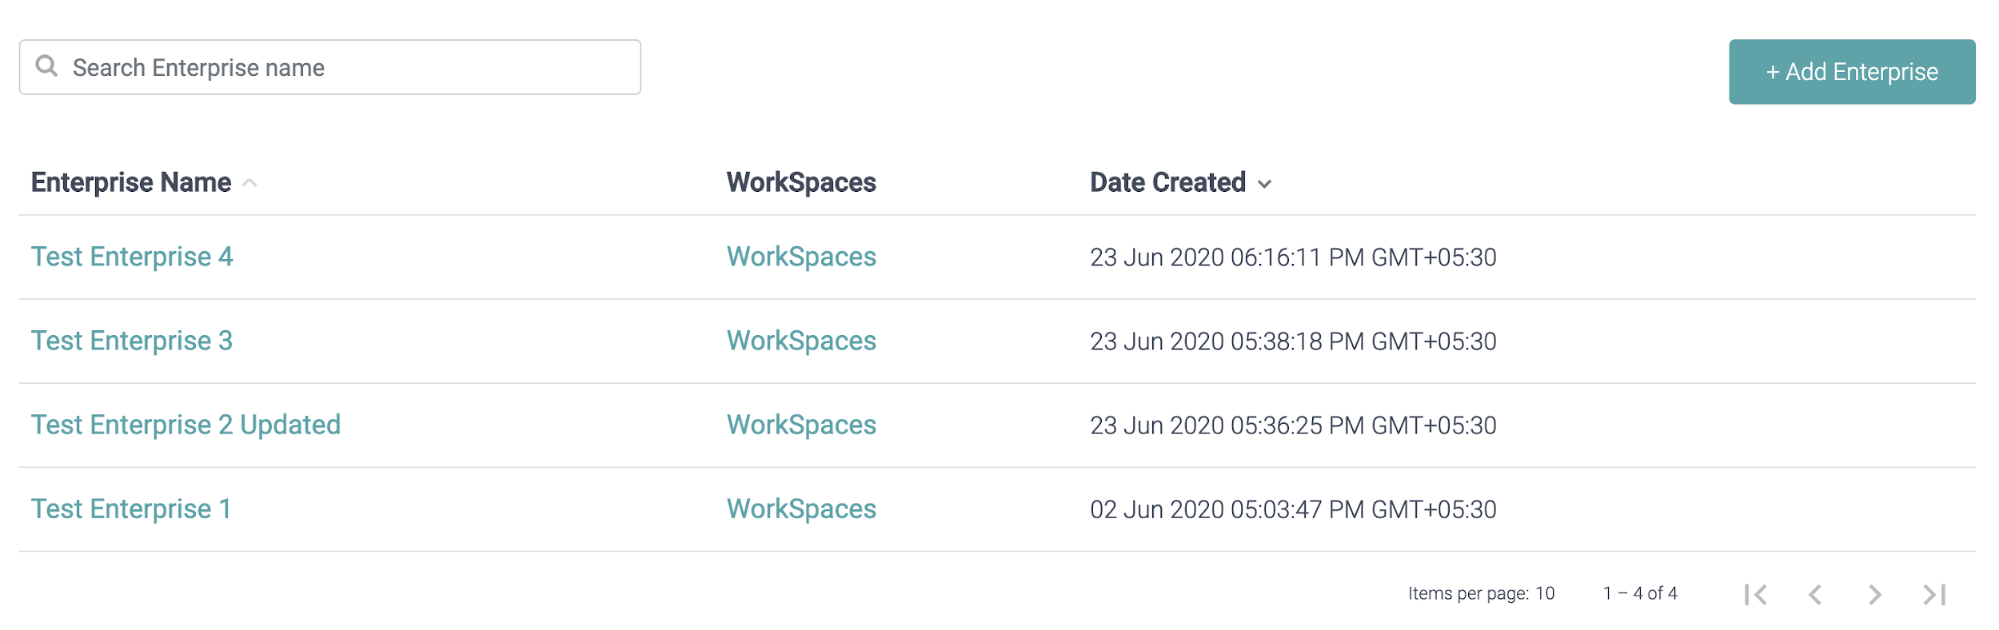 Search Enterprise name
+ Add Enterprise
Enterprise Name WorkSpaces Date Created
Test Enterprise 4 WorkSpaces 23 Jun 2020 06:16:11 PM GMT+05:30
Test Enterprise 3 WorkSpaces 23 Jun 2020 05:38:18 PM GMT+05:30
Test Enterprise 2 Updated WorkSpaces 23 Jun 2020 05:36:25 PM GMT+05:30
Test Enterprise 1 WorkSpaces 02 Jun 2020 05:03:47 PM GMT+05:30
Items per page: 10 1 – 4 of 4